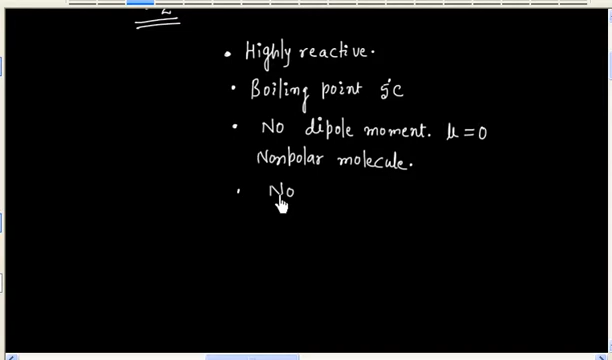 • Highly reactive.
• Boiling point 5°C
• No dipole moment. μ = 0
Nonpolar molecule.
• No